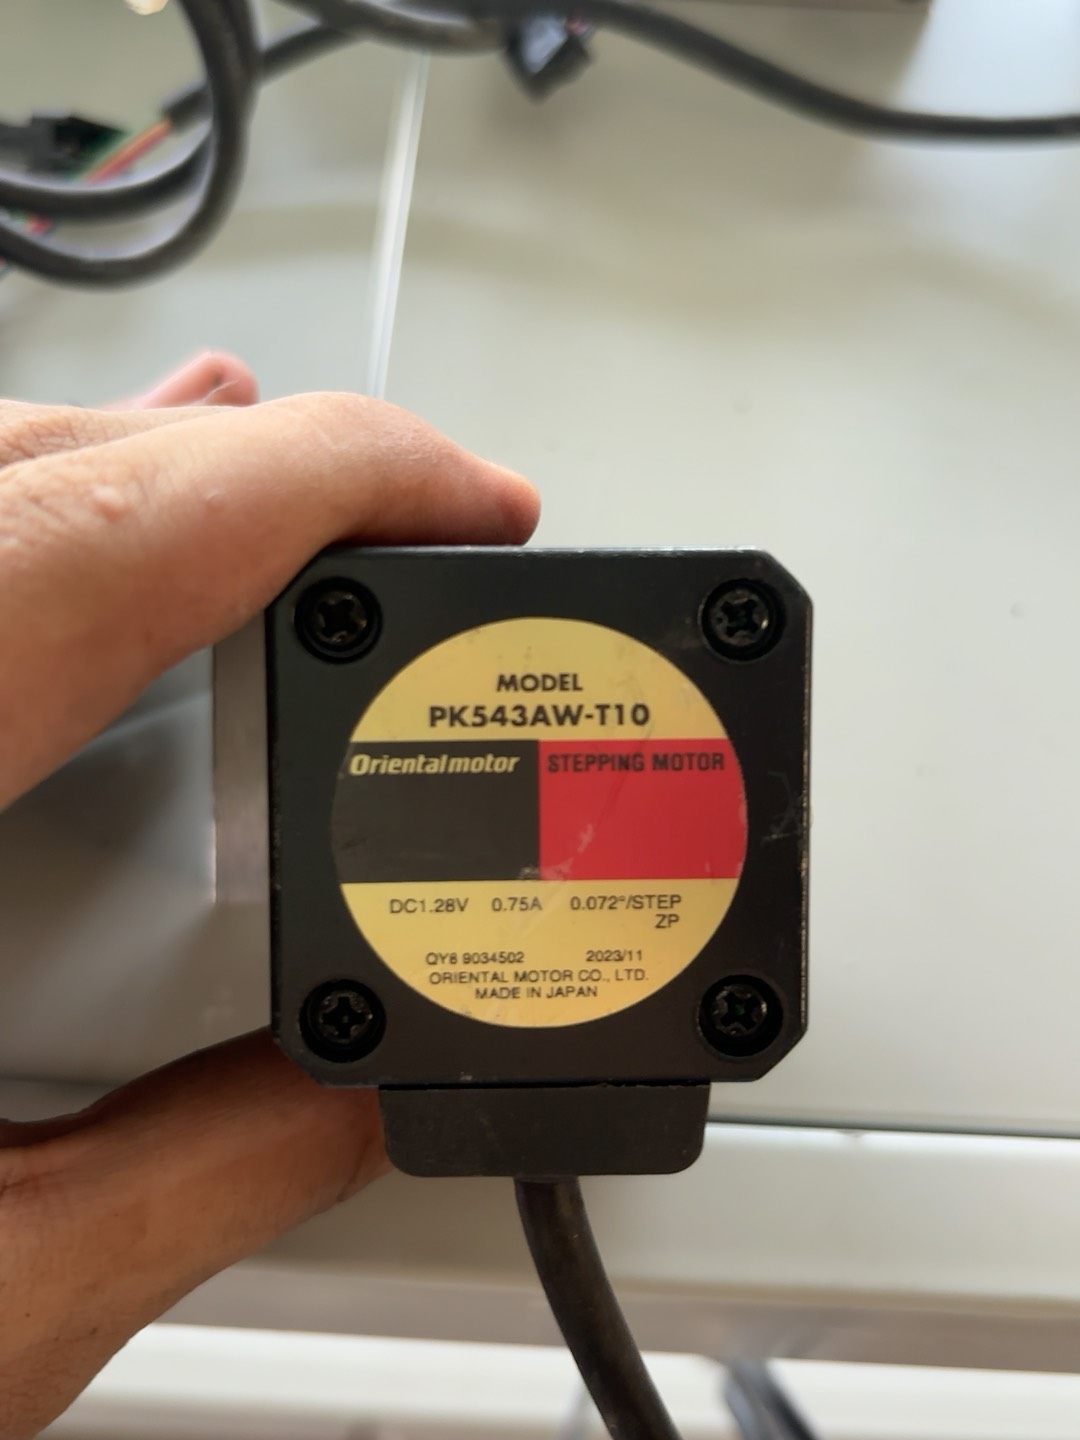 MODEL
PK543AW-T10
Orientalmotor STEPPING MOTOR
DC1.28V 0.75A 0.072°/STEP
ZP
QY6 9034502 2023/11
ORIENTAL MOTOR CO., LTD.
MADE IN JAPAN